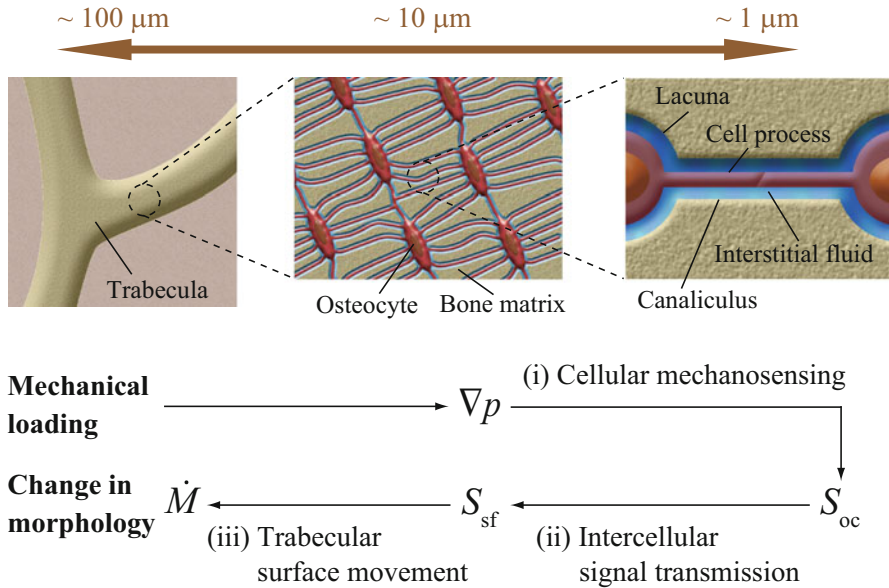 ~ 100 μm
~ 10 μm
~ 1 μm
Trabecula
Osteocyte
Bone matrix
Lacuna
Cell process
Interstitial fluid
Canaliculus
Mechanical
loading
∇p
(i) Cellular mechanosensing
Change in
morphology
Ṁ
(iii) Trabecular
surface movement
S_sf
(ii) Intercellular
signal transmission
S_oc